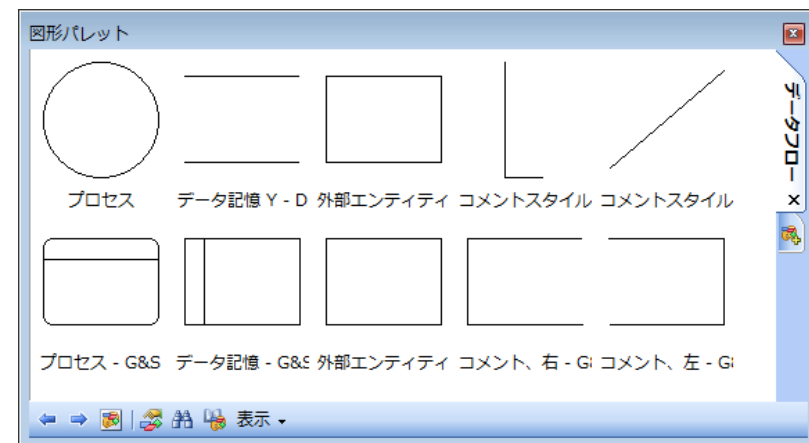 図形パレット
データフロー
プロセス
データ記憶 Y - D
外部エンティティ
コメントスタイル
コメントスタイル
プロセス - G&S
データ記憶 - G&S
外部エンティティ
コメント、右 - G&
コメント、左 - G&
表示